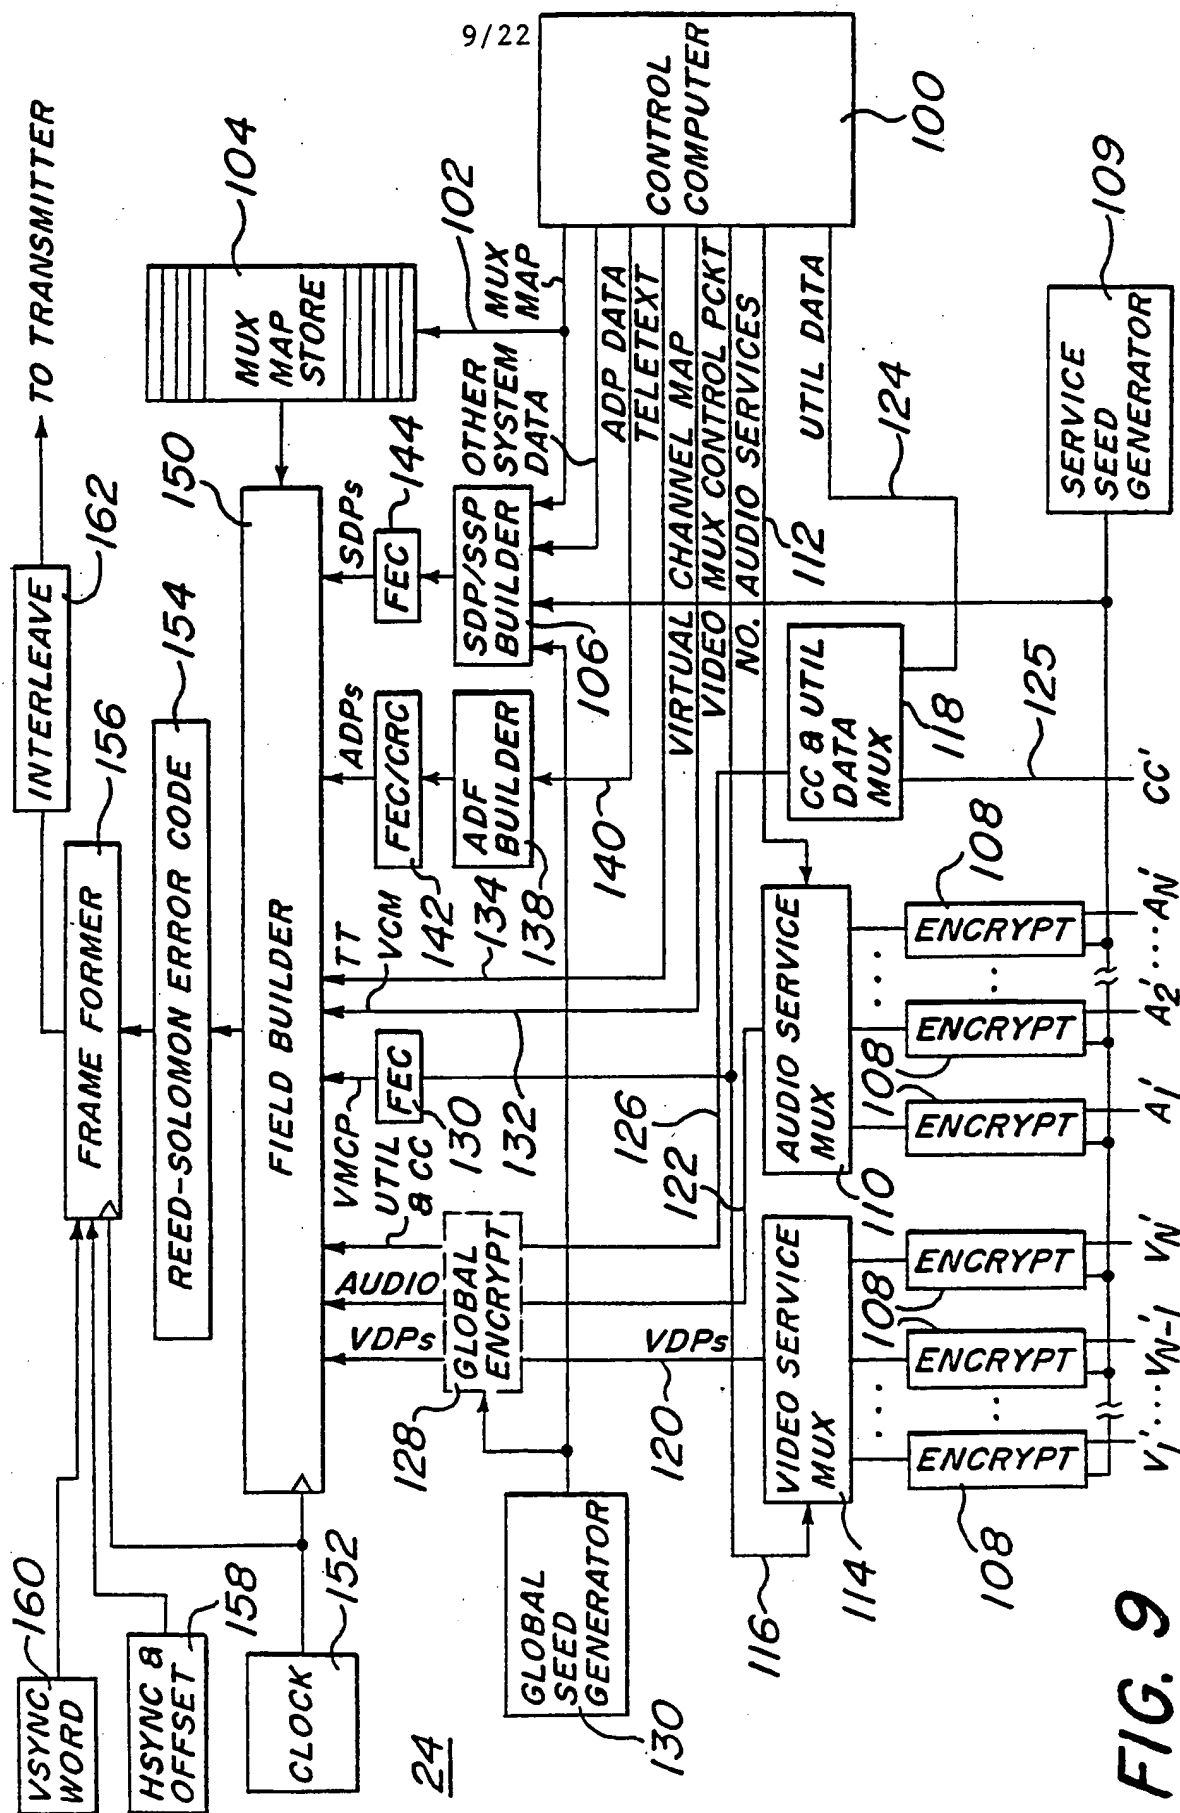 9/22
VSYNC
WORD
160
HSYNC &
OFFSET
158
CLOCK
152
24
FRAME FORMER
156
INTERLEAVE
162
TO TRANSMITTER
REED-SOLOMON ERROR CODE
154
FIELD BUILDER
150
MUX
MAP
STORE
104
102
MUX
MAP
VDPs
AUDIO
UTIL
& CC
VMCP
VCM
TT
ADPs
SDPs
GLOBAL
ENCRYPT
128
FEC
130
132
134
FEC/CRC
142
ADF
BUILDER
138
140
FEC
144
SDP/SSP
BUILDER
106
OTHER
SYSTEM
DATA
GLOBAL
SEED
GENERATOR
130
CONTROL
COMPUTER
100
ADP DATA
TELETEXT
VIRTUAL CHANNEL MAP
VIDEO MUX CONTROL PCKT
NO. AUDIO SERVICES
UTIL DATA
112
124
116
VDPs
120
122
126
VIDEO SERVICE
MUX
114
AUDIO SERVICE
MUX
110
CC & UTIL
DATA
MUX
118
125
SERVICE
SEED
GENERATOR
109
ENCRYPT
ENCRYPT
ENCRYPT
ENCRYPT
ENCRYPT
ENCRYPT
108
108
108
108
V1' .... VN-1' VN' A1' A2' .... AN' CC'
FIG. 9